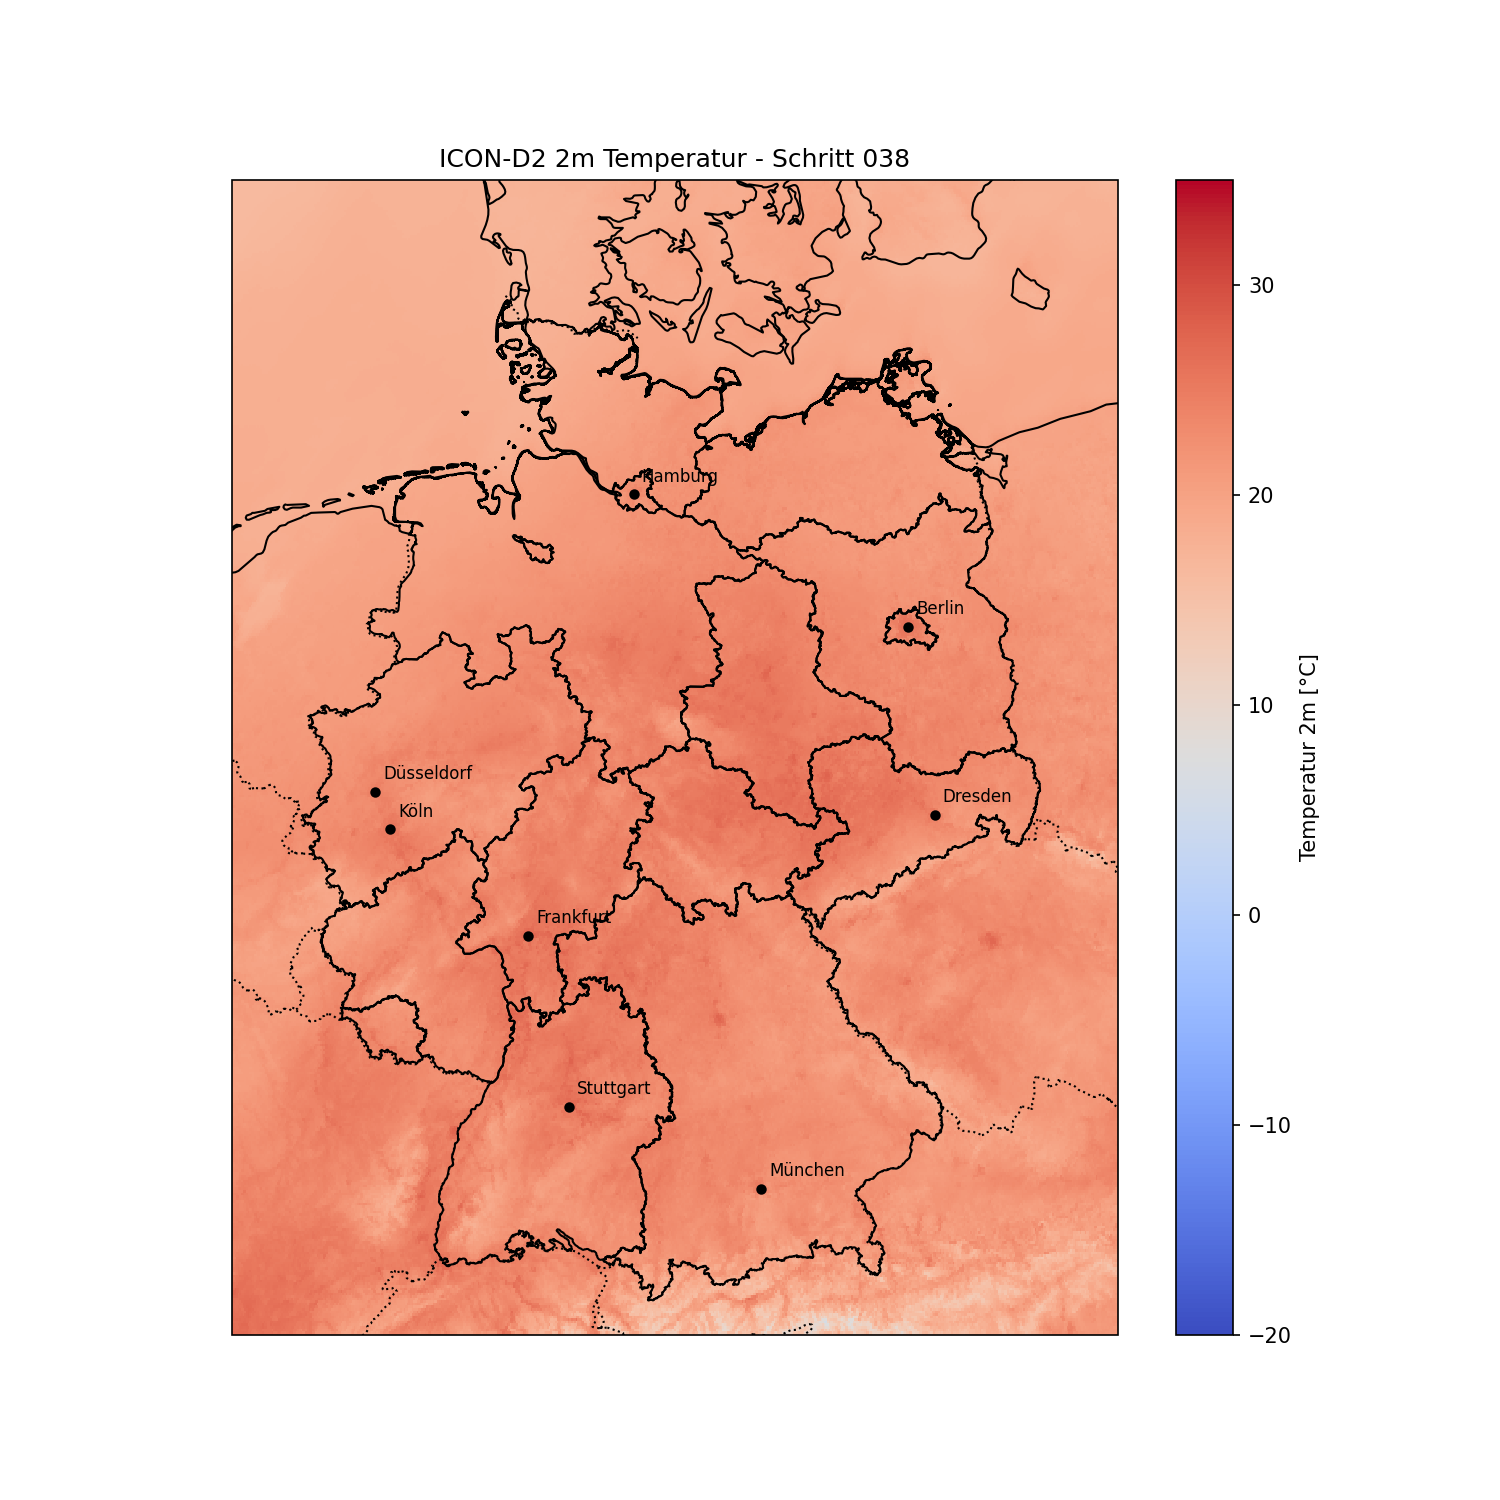 ICON-D2 2m Temperatur - Schritt 038
Hamburg
Berlin
Düsseldorf
Köln
Dresden
Frankfurt
Stuttgart
München
30
20
10
0
−10
−20
Temperatur 2m [°C]